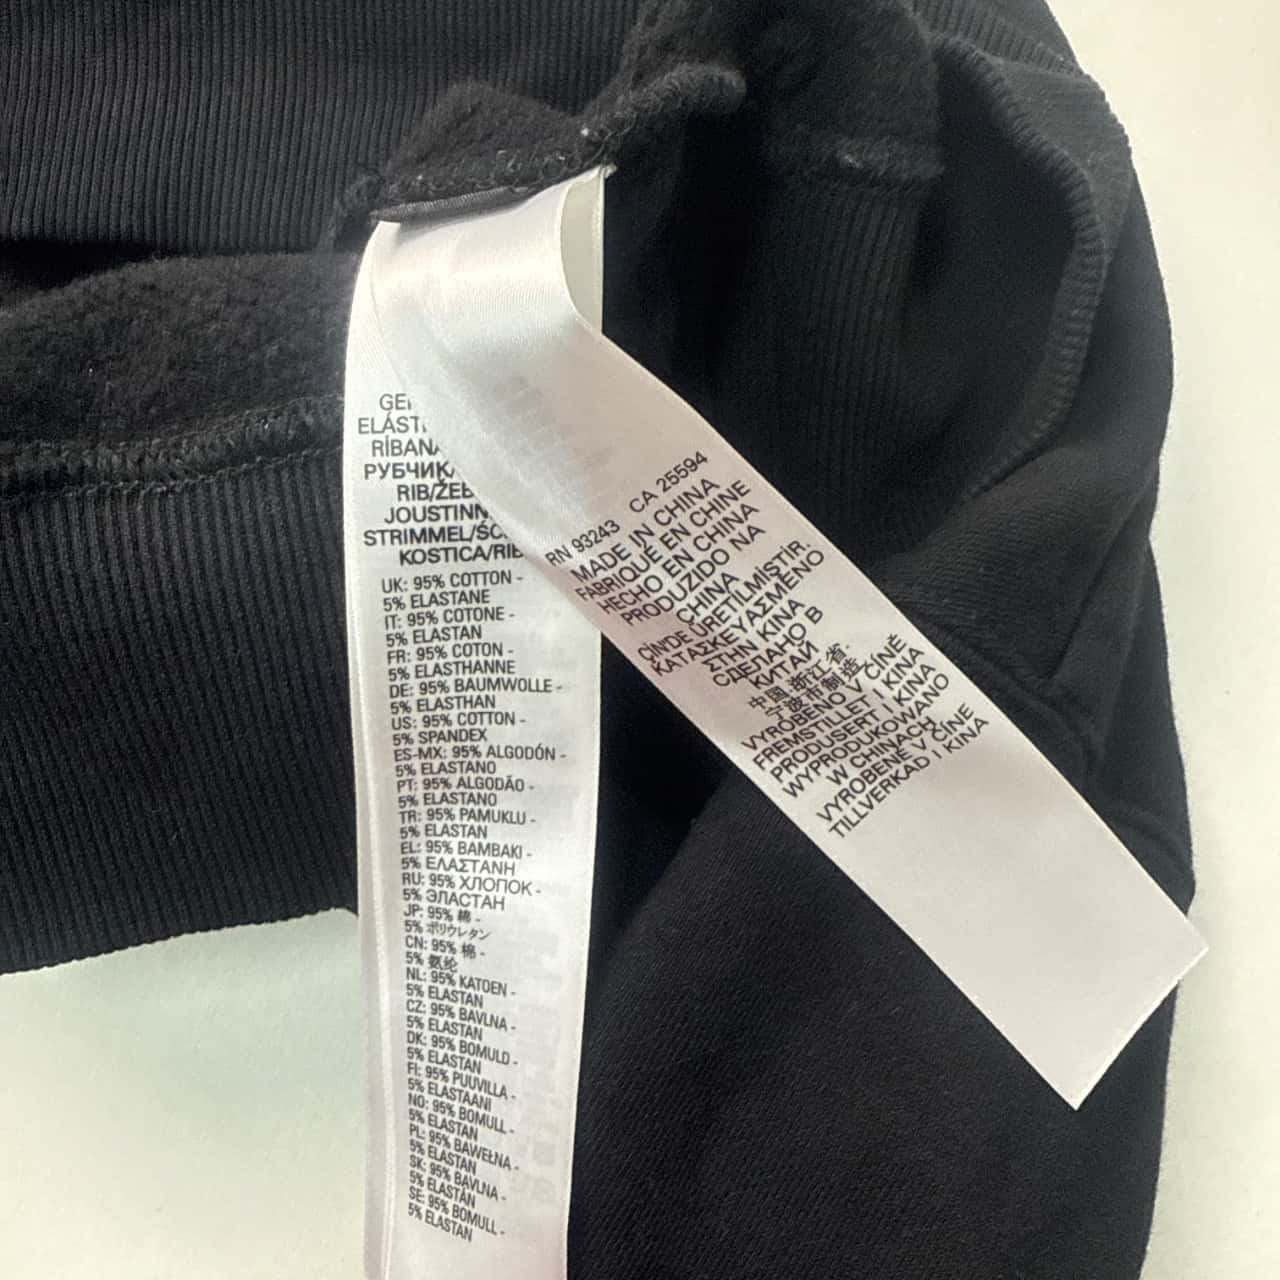 ELÁST
RIBANA
РУБЧИК/
RIB/ŽEB
JOUSTINN
STRIMMEL/ŚC
KOSTICA/RIB
UK: 95% COTTON -
5% ELASTANE
IT: 95% COTONE -
5% ELASTAN
FR: 95% COTON -
5% ELASTHANNE
DE: 95% BAUMWOLLE -
5% ELASTHAN
US: 95% COTTON -
5% SPANDEX
ES-MX: 95% ALGODÓN -
5% ELASTANO
PT: 95% ALGODÃO -
5% ELASTANO
TR: 95% PAMUKLU -
5% ELASTAN
EL: 95% ΒΑΜΒΑΚΙ -
5% ΕΛΑΣΤΑΝΗ
RU: 95% ХЛОПОК -
5% ЭЛАСТАН
JP: 95% 綿 -
5% ポリウレタン
CN: 95% 棉 -
5% 氨纶
NL: 95% KATOEN -
5% ELASTAN
CZ: 95% BAVLNA -
5% ELASTAN
DK: 95% BOMULD -
5% ELASTAN
FI: 95% PUUVILLA -
5% ELASTAANI
NO: 95% BOMULL -
5% ELASTAN
PL: 95% BAWEŁNA -
5% ELASTAN
SK: 95% BAVLNA -
5% ELASTÁN
SE: 95% BOMULL -
5% ELASTAN
RN 93243 CA 25594
MADE IN CHINA
FABRIQUÉ EN CHINE
HECHO EN CHINA
PRODUZIDO NA
CHINA
ÇİN'DE ÜRETİLMİŞTİR.
ΚΑΤΑΣΚΕΥΑΣΜΕΝΟ
ΣΤΗΝ ΚΙΝΑ
СДЕЛАНО В
КИТАЙ
中国 浙江省
宁波市制造
VYROBENO V ČÍNĚ
FREMSTILLET I KINA
PRODUSERT I KINA
WYPRODUKOWANO
W CHINACH
VYROBENÉ V ČÍNE
TILLVERKAD I KINA